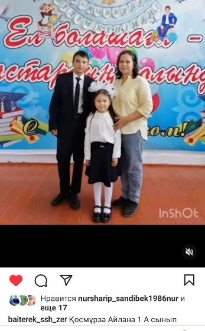 Ел болашағы -
InShOt
Нравится nursharip_sandibek1986nur и
еще 17
baiterek_ssh_zer Қосмұрза Айлана 1 А сынып